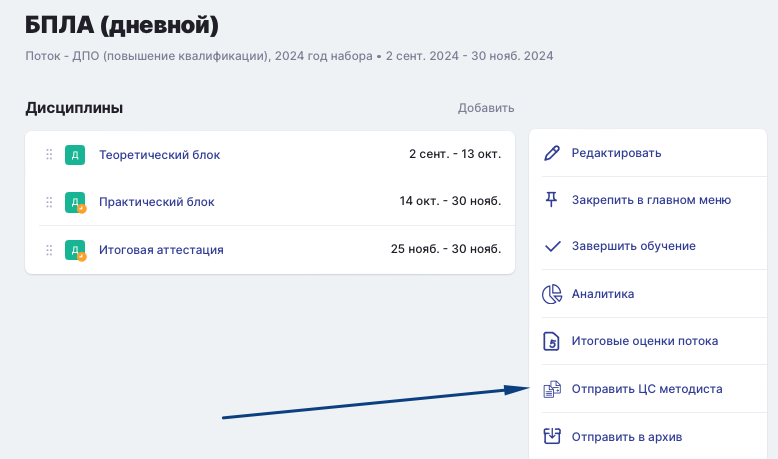 БПЛА (дневной)
Поток - ДПО (повышение квалификации), 2024 год набора • 2 сент. 2024 - 30 нояб. 2024
Дисциплины
Добавить
Д Теоретический блок 2 сент. - 13 окт.
Д Практический блок 14 окт. - 30 нояб.
Д Итоговая аттестация 25 нояб. - 30 нояб.
Редактировать
Закрепить в главном меню
Завершить обучение
Аналитика
5 Итоговые оценки потока
Отправить ЦС методиста
Отправить в архив